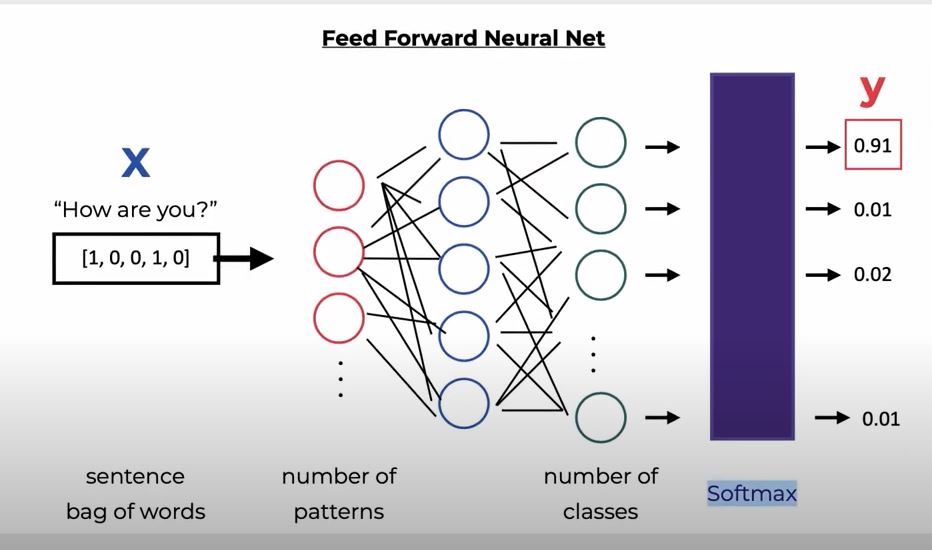 Feed Forward Neural Net
X
“How are you?”
[1, 0, 0, 1, 0]
y
0.91
0.01
0.02
0.01
sentence
bag of words
number of
patterns
number of
classes
Softmax